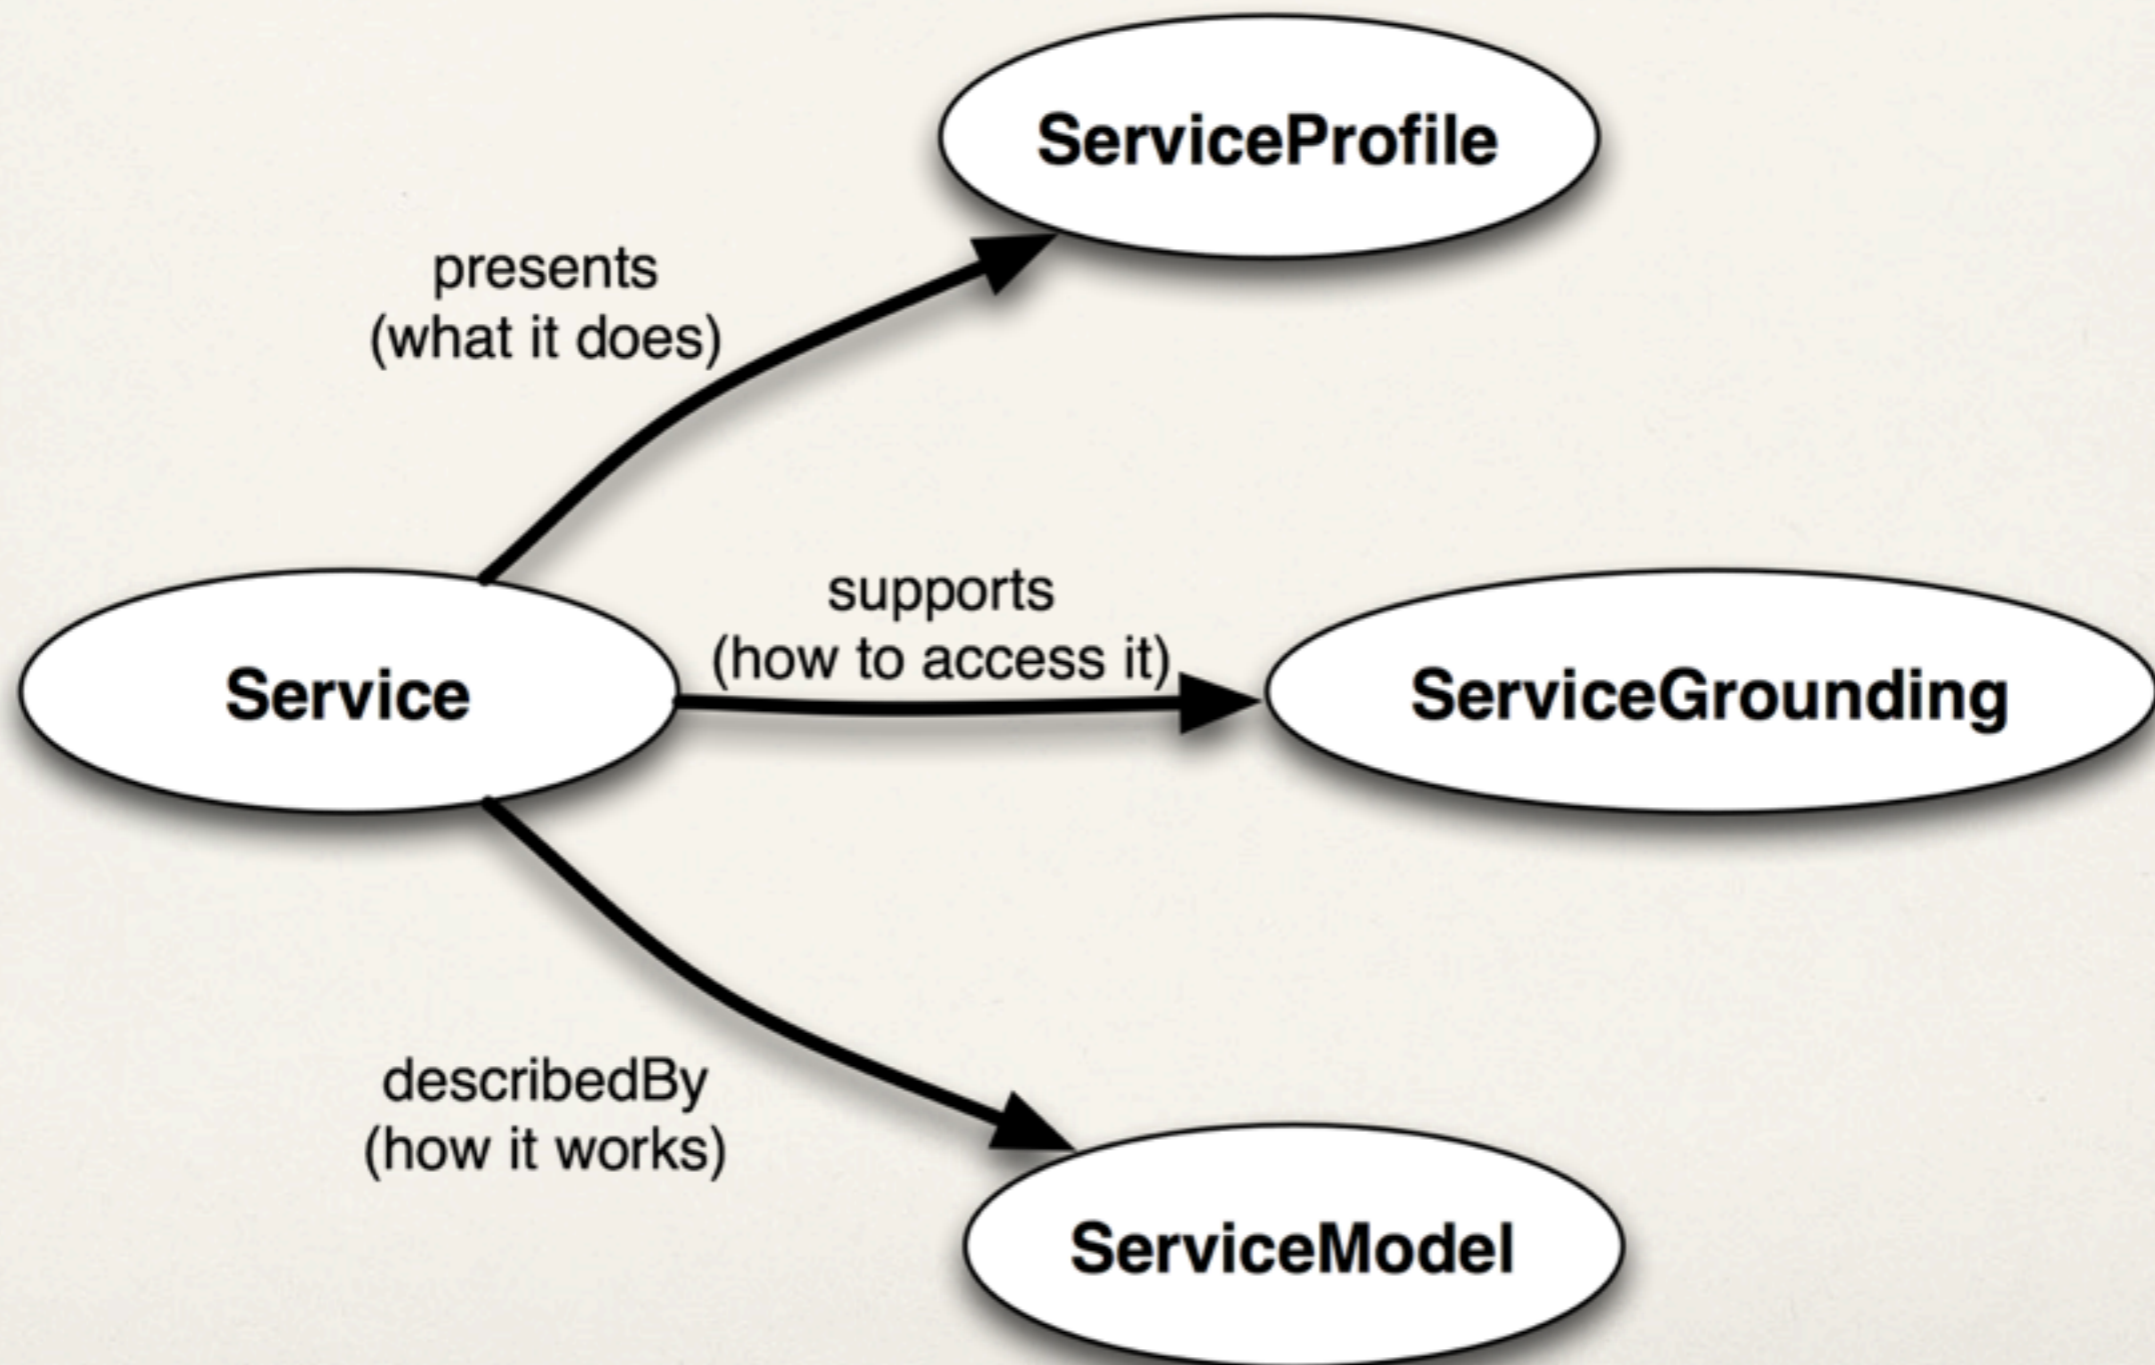 ServiceProfile
presents
(what it does)
supports
(how to access it)
Service
ServiceGrounding
describedBy
(how it works)
ServiceModel